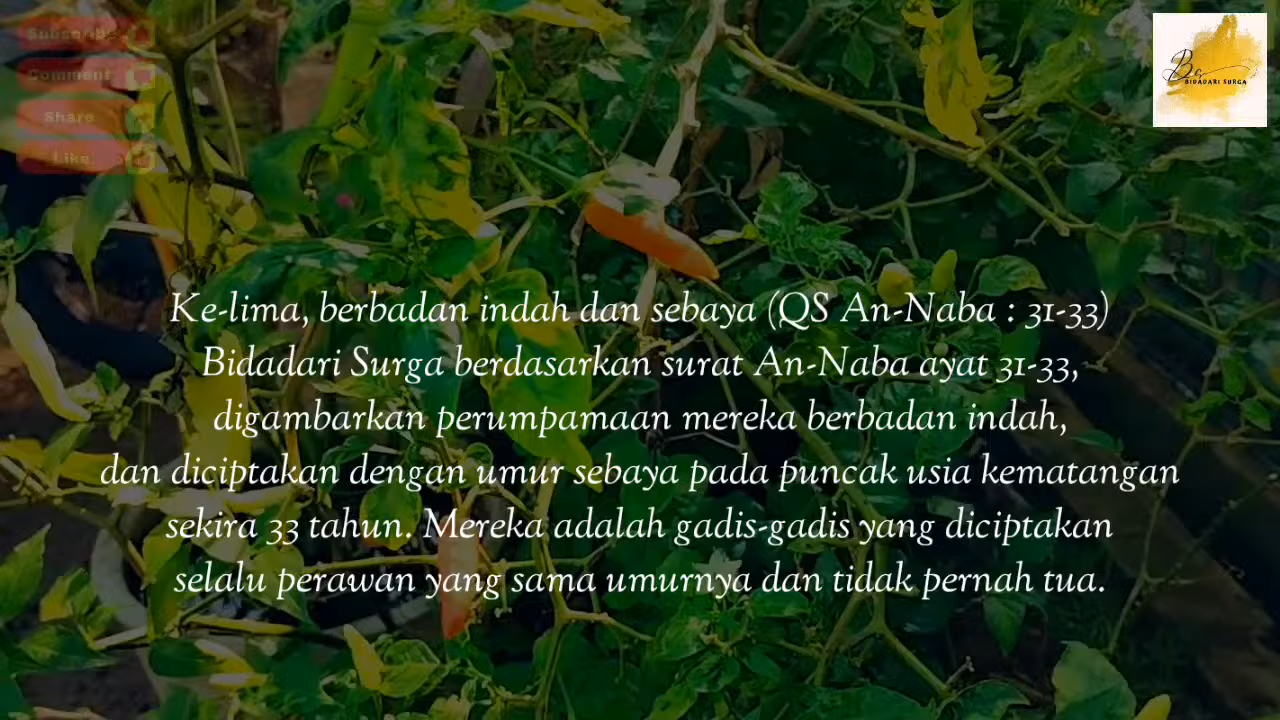 Subscribe
Comment
Share
Like
Bs
BIDADARI SURGA
Ke-lima, berbadan indah dan sebaya (QS An-Naba : 31-33)
Bidadari Surga berdasarkan surat An-Naba ayat 31-33,
digambarkan perumpamaan mereka berbadan indah,
dan diciptakan dengan umur sebaya pada puncak usia kematangan
sekira 33 tahun. Mereka adalah gadis-gadis yang diciptakan
selalu perawan yang sama umurnya dan tidak pernah tua.